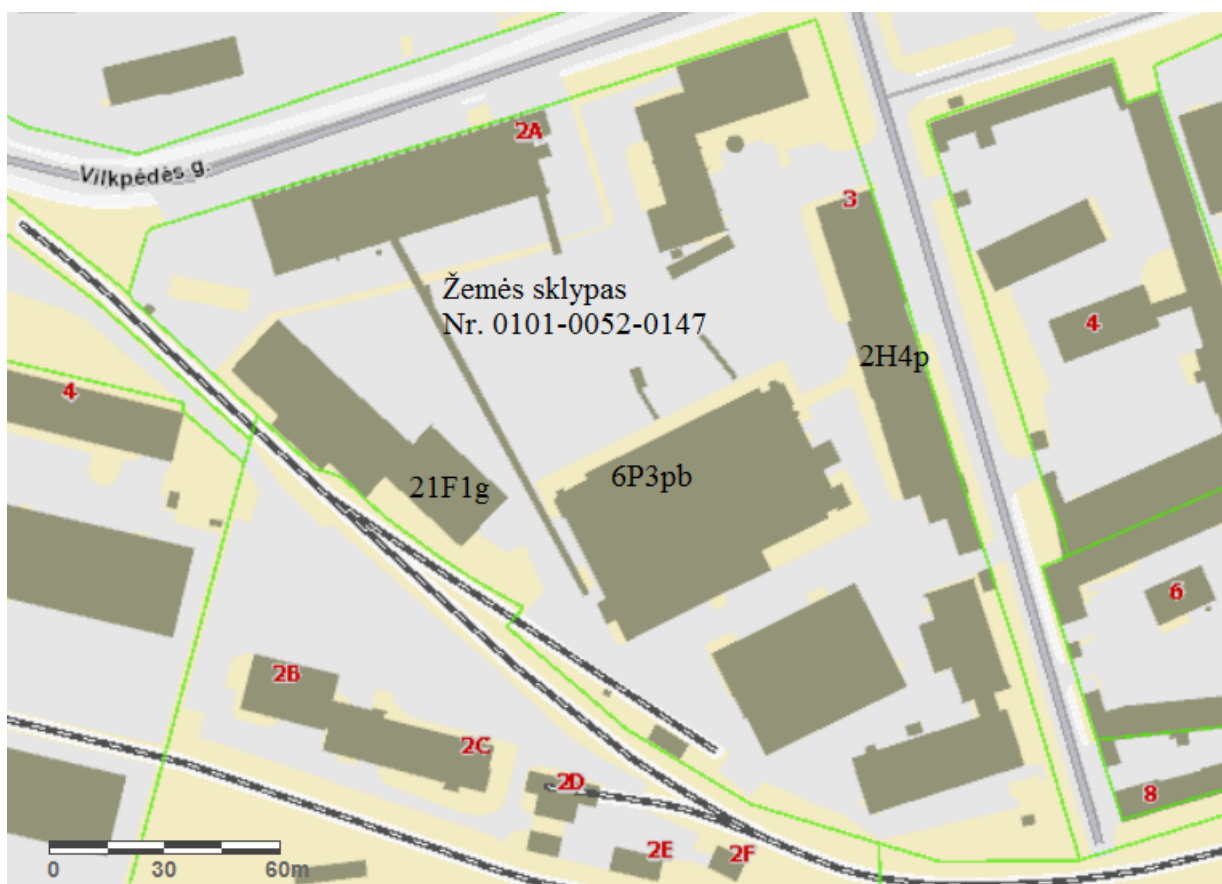 2A
Vilkpėdės g.
3
Žemės sklypas
Nr. 0101-0052-0147
4
2H4p
4
21F1g
6P3pb
6
2B
2C
2D
8
2E
2F
0 30 60m